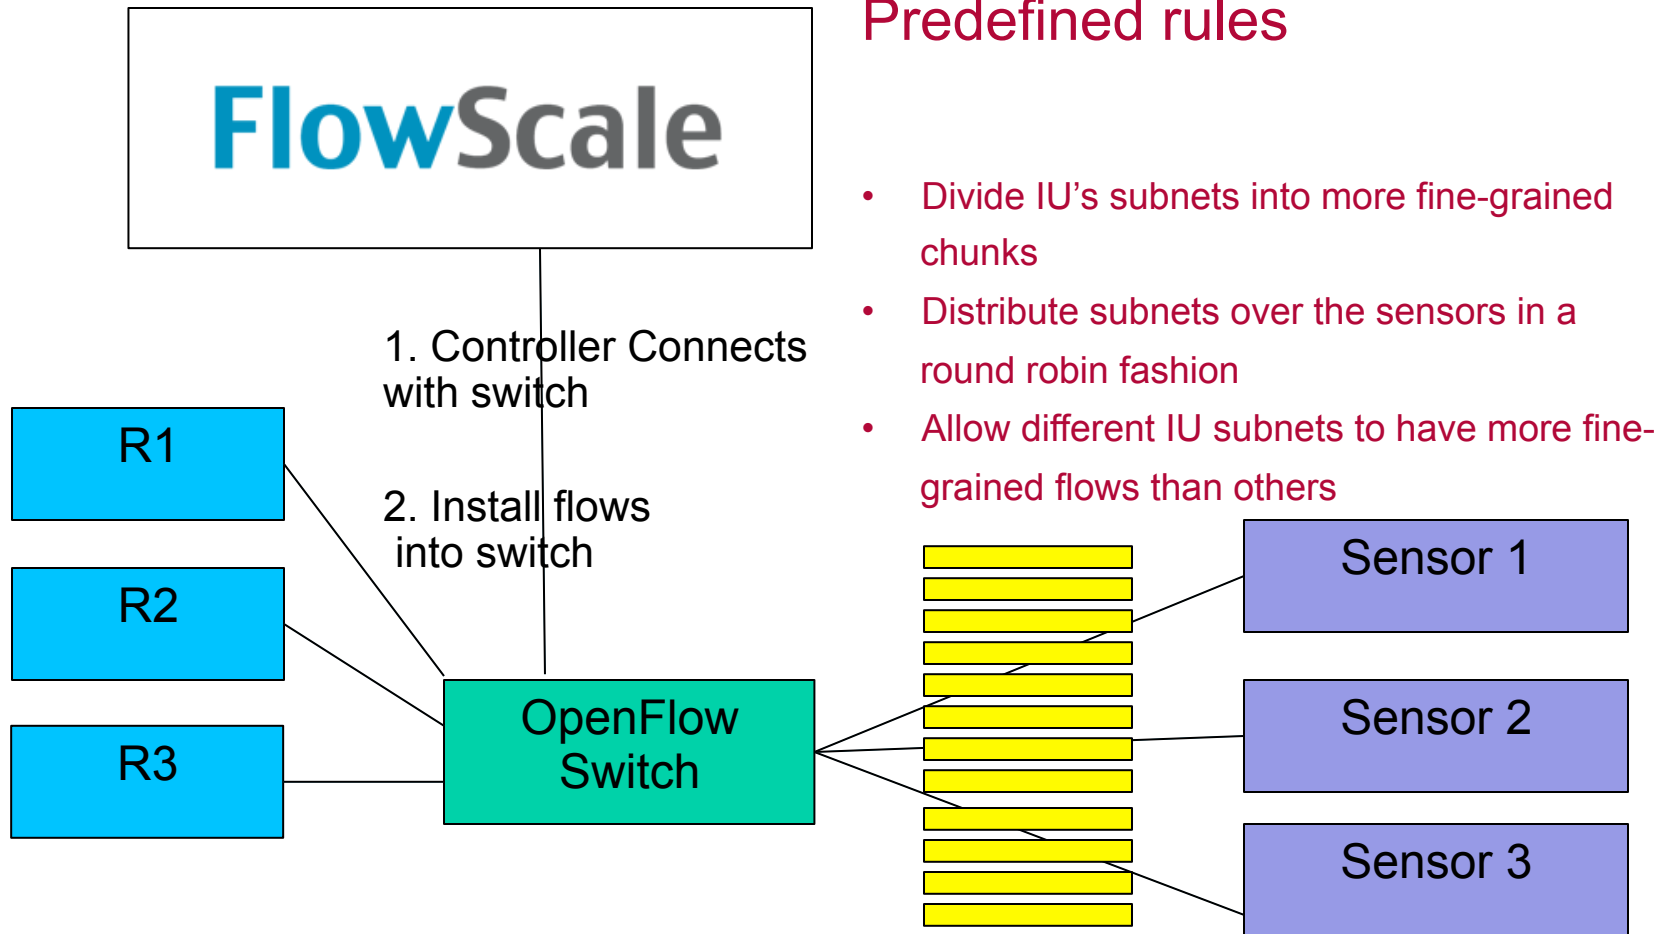 Predefined rules
FlowScale
• Divide IU’s subnets into more fine-grained
chunks
• Distribute subnets over the sensors in a
round robin fashion
• Allow different IU subnets to have more fine-
grained flows than others
1. Controller Connects
with switch
2. Install flows
into switch
R1
R2
R3
OpenFlow
Switch
Sensor 1
Sensor 2
Sensor 3